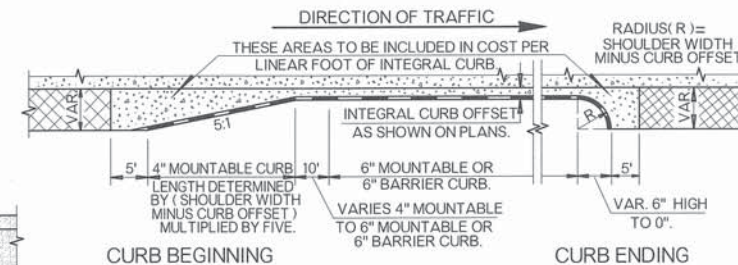 DIRECTION OF TRAFFIC
RADIUS(R)=
SHOULDER WIDTH
MINUS CURB OFFSET
THESE AREAS TO BE INCLUDED IN COST PER
LINEAR FOOT OF INTEGRAL CURB.
VAR.
5:1
INTEGRAL CURB OFFSET
AS SHOWN ON PLANS.
R
VAR.
5'
4" MOUNTABLE CURB
LENGTH DETERMINED
BY ( SHOULDER WIDTH
MINUS CURB OFFSET )
MULTIPLIED BY FIVE.
10'
6" MOUNTABLE OR
6" BARRIER CURB.
5'
VARIES 4" MOUNTABLE
TO 6" MOUNTABLE OR
6" BARRIER CURB.
VAR. 6" HIGH
TO 0".
CURB BEGINNING
CURB ENDING